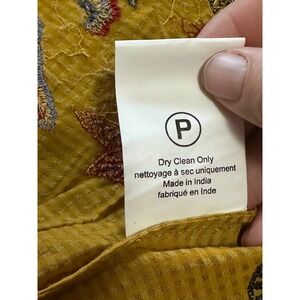 P
Dry Clean Only
nettoyage à sec uniquement
Made in India
fabriqué en Inde